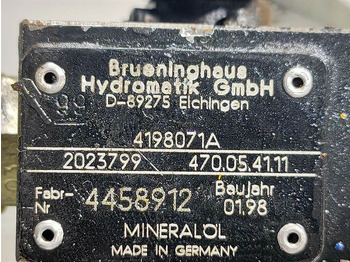 Brueninghaus
Hydromatik GmbH
D-89275 Elchingen
4198071A
2023799 470.05.41.11
Fabr- Nr 4458912 Baujahr 01.98
MINERALÖL
MADE IN GERMANY